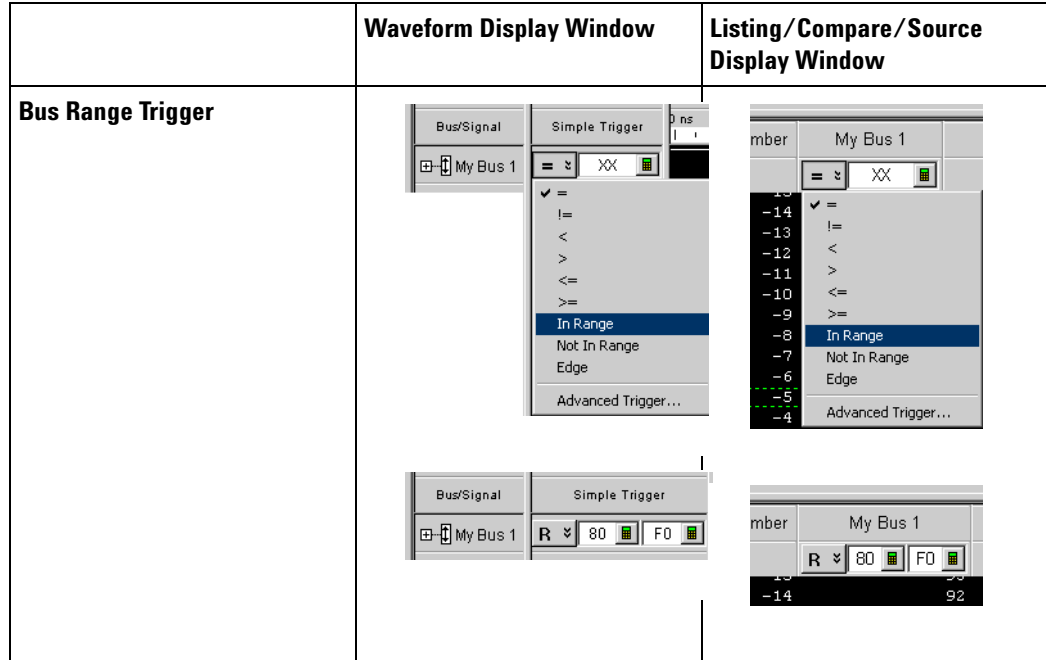 Waveform Display Window
Listing/Compare/Source
Display Window
Bus Range Trigger
Bus/Signal
Simple Trigger
0 ns
My Bus 1
= XX
=
!=
<
>
<=
>=
In Range
Not In Range
Edge
Advanced Trigger...
mber
My Bus 1
= XX
-14
-13
-12
-11
-10
-9
-8
-7
-6
-5
-4
=
!=
<
>
<=
>=
In Range
Not In Range
Edge
Advanced Trigger...
Bus/Signal
Simple Trigger
My Bus 1
R 80 F0
mber
My Bus 1
R 80 F0
-14 92